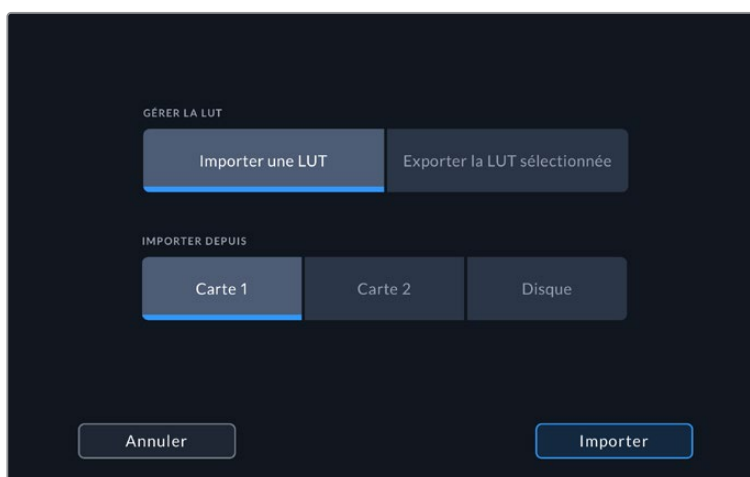 GÉRER LA LUT
Importer une LUT
Exporter la LUT sélectionnée
IMPORTER DEPUIS
Carte 1
Carte 2
Disque
Annuler
Importer